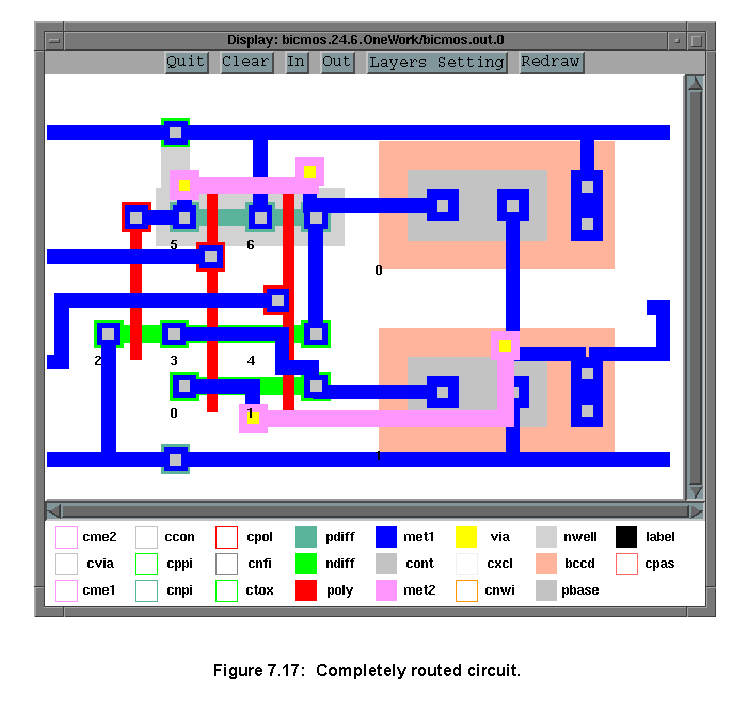 Display: bicmos.24.6.OneWork/bicmos.out.0
Quit Clear In Out Layers Setting Redraw
5 6
0
2 3 4
0 1
1
cme2 ccon cpol pdiff met1 via nwell label
cvia cppi cnfi ndiff cont cxcl bccd cpas
cme1 cnpi ctox poly met2 cnwi pbase
Figure 7.17: Completely routed circuit.